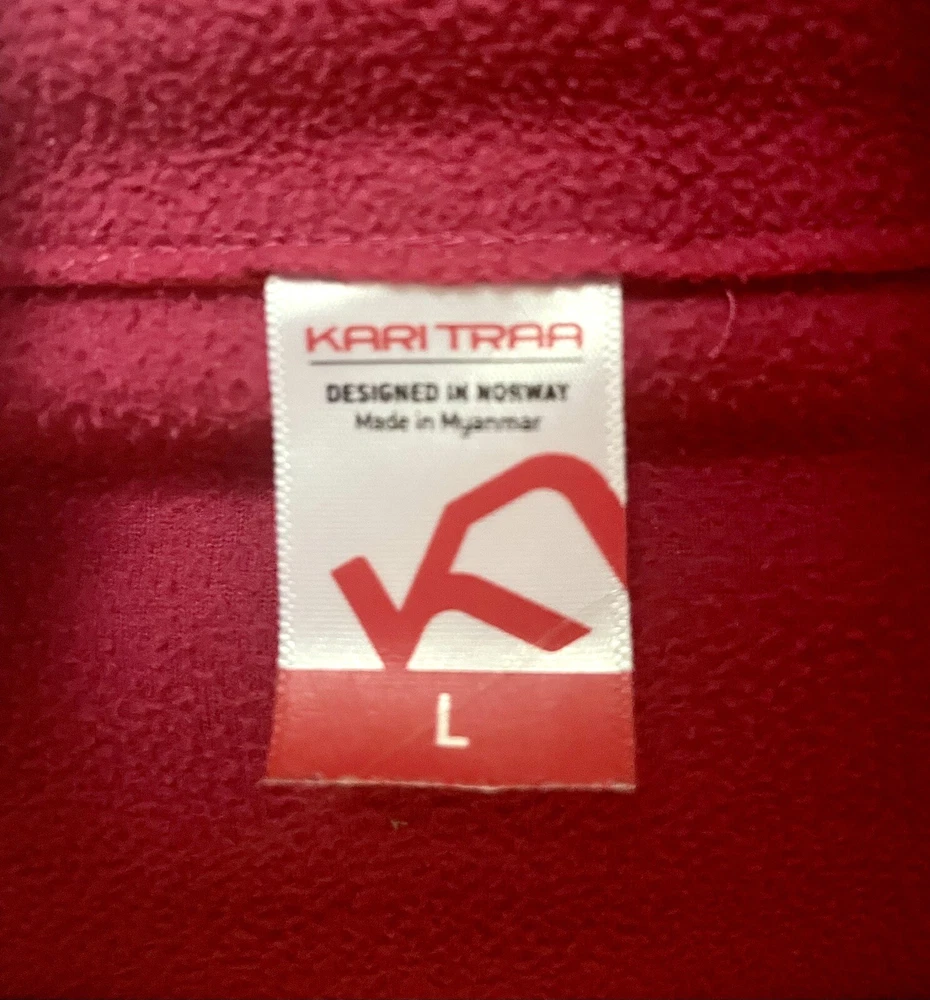 KARI TRAA
DESIGNED IN NORWAY
Made in Myanmar
L